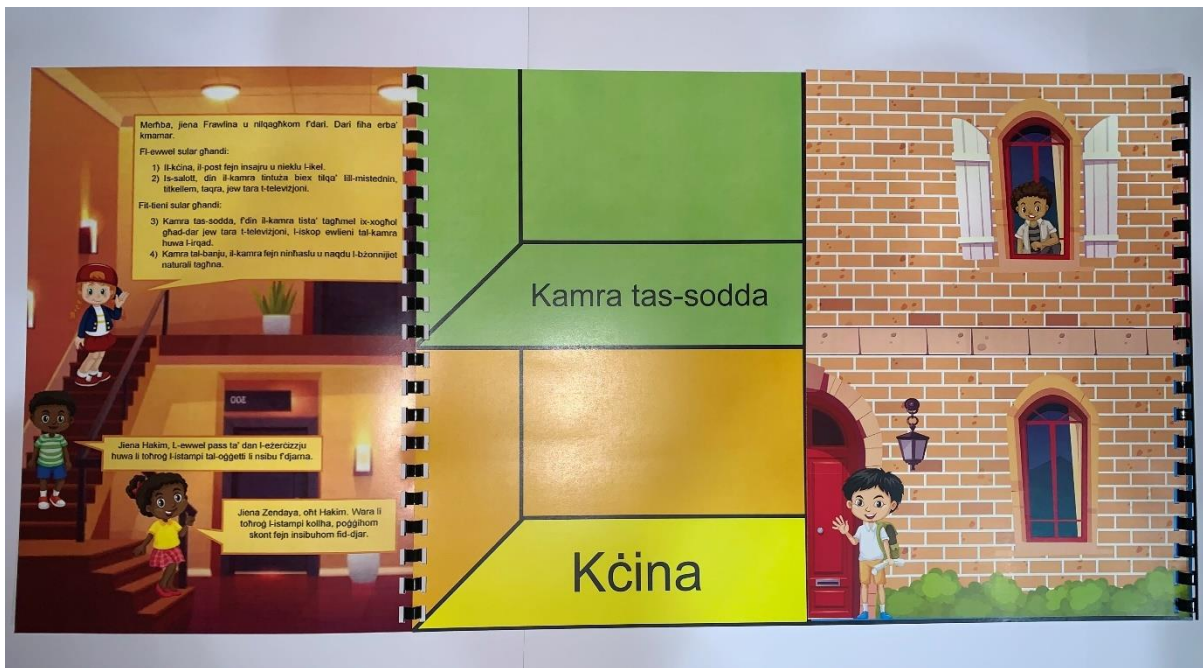 Merħba, jiena Frawlina u nilqagħkom f'dari. Dari fiha erba'
kmamar.
Fl-ewwel sular għandi:
1) Il-kċina, il-post fejn insajru u nieklu l-ikel.
2) Is-salott, din il-kamra tintuża biex tilqa' lill-mistednin,
titkellem, taqra, jew tara t-televiżjoni.
Fit-tieni sular għandi:
3) Kamra tas-sodda, f'din il-kamra tista' tagħmel ix-xogħol
għad-dar jew tara t-televiżjoni, l-iskop ewlieni tal-kamra
huwa l-irqad.
4) Kamra tal-banju, il-kamra fejn ninħaslu u naqdu l-bżonnijiet
naturali tagħna.
Jiena Hakim, L-ewwel pass ta' dan l-eżerċizzju
huwa li toħroġ l-istampi tal-oġġetti li nsibu f'djarna.
Jiena Zendaya, oħt Hakim. Wara li
toħroġ l-istampi kollha, poġġihom
skont fejn insibuhom fid-djar.
Kamra tas-sodda
Kċina